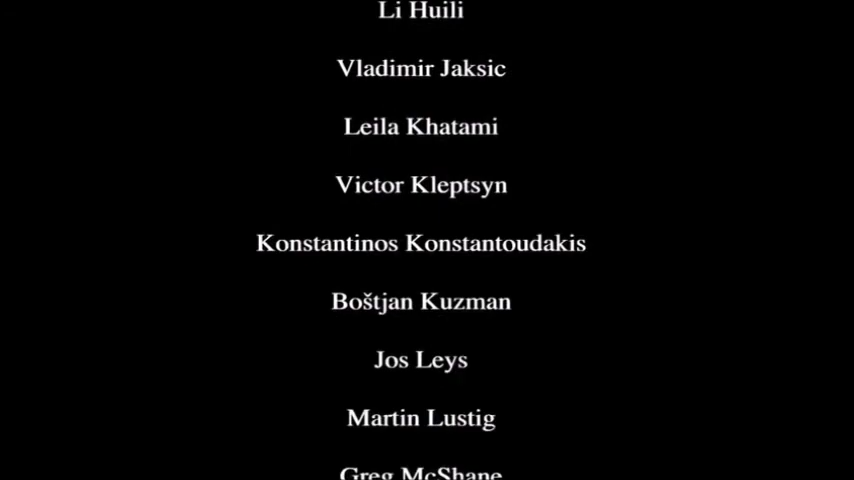 Li Huili
Vladimir Jaksic
Leila Khatami
Victor Kleptsyn
Konstantinos Konstantoudakis
Boštjan Kuzman
Jos Leys
Martin Lustig
Greg McShane